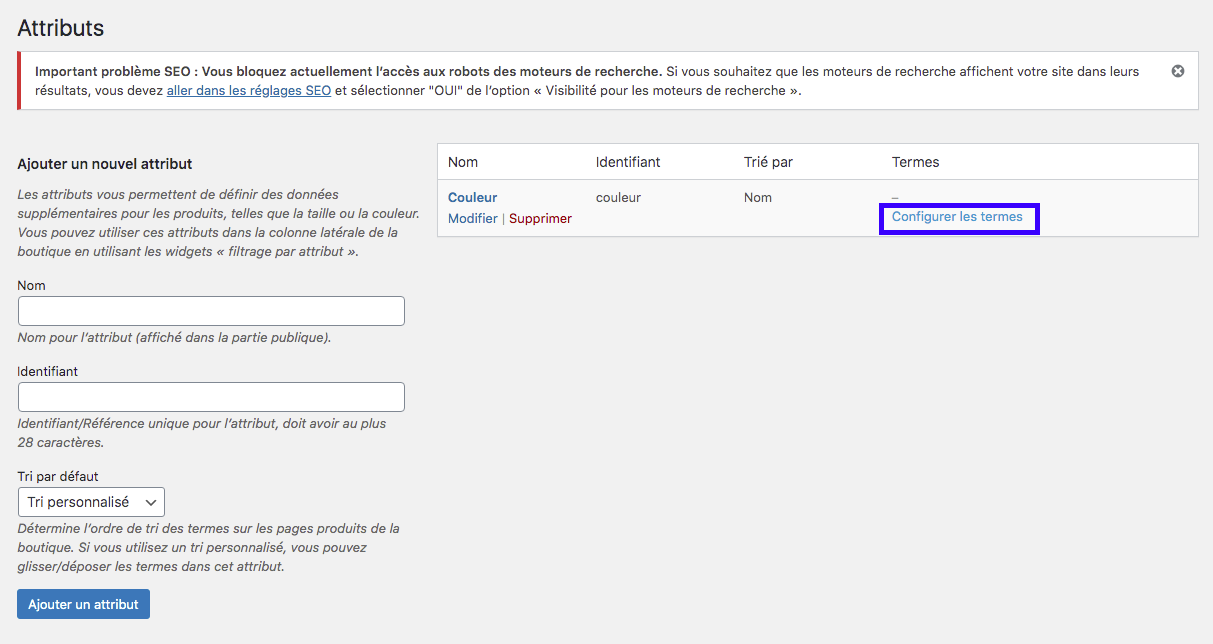 Attributs
Important problème SEO : Vous bloquez actuellement l’accès aux robots des moteurs de recherche. Si vous souhaitez que les moteurs de recherche affichent votre site dans leurs
résultats, vous devez aller dans les réglages SEO et sélectionner "OUI" de l’option « Visibilité pour les moteurs de recherche ».
Ajouter un nouvel attribut
Les attributs vous permettent de définir des données
supplémentaires pour les produits, telles que la taille ou la couleur.
Vous pouvez utiliser ces attributs dans la colonne latérale de la
boutique en utilisant les widgets « filtrage par attribut ».
Nom
Nom pour l’attribut (affiché dans la partie publique).
Identifiant
Identifiant/Référence unique pour l’attribut, doit avoir au plus
28 caractères.
Tri par défaut
Tri personnalisé
Détermine l’ordre de tri des termes sur les pages produits de la
boutique. Si vous utilisez un tri personnalisé, vous pouvez
glisser/déposer les termes dans cet attribut.
Ajouter un attribut
Nom Identifiant Trié par Termes
Couleur couleur Nom –
Modifier | Supprimer Configurer les termes